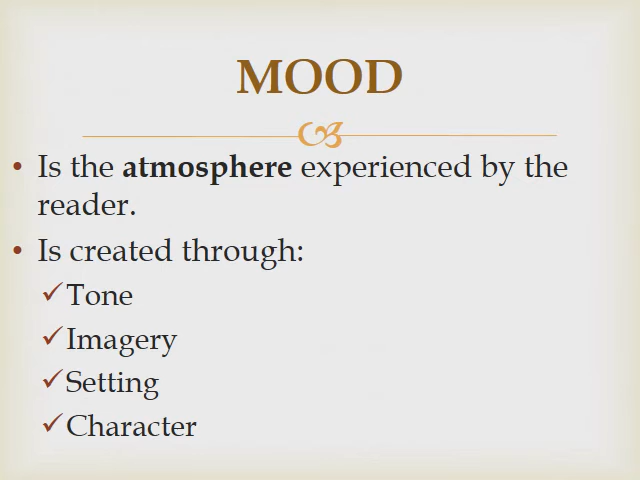 MOOD
• Is the atmosphere experienced by the
reader.
• Is created through:
✓Tone
✓Imagery
✓Setting
✓Character